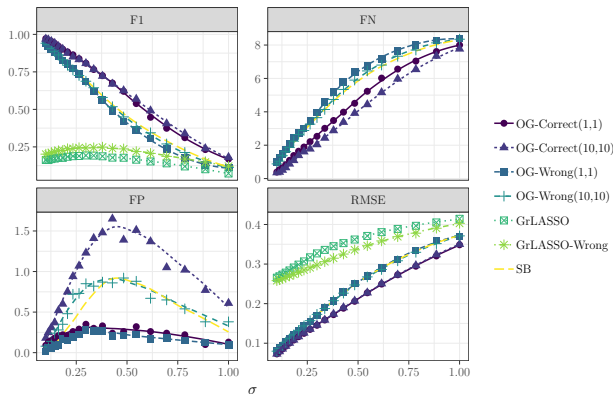 F1
FN
1.00
0.75
0.50
0.25
8
6
4
2
0
FP
RMSE
1.5
1.0
0.5
0.0
0.4
0.3
0.2
0.1
0.25 0.50 0.75 1.00
0.25 0.50 0.75 1.00
σ
OG-Correct(1,1)
OG-Correct(10,10)
OG-Wrong(1,1)
OG-Wrong(10,10)
GrLASSO
GrLASSO-Wrong
SB